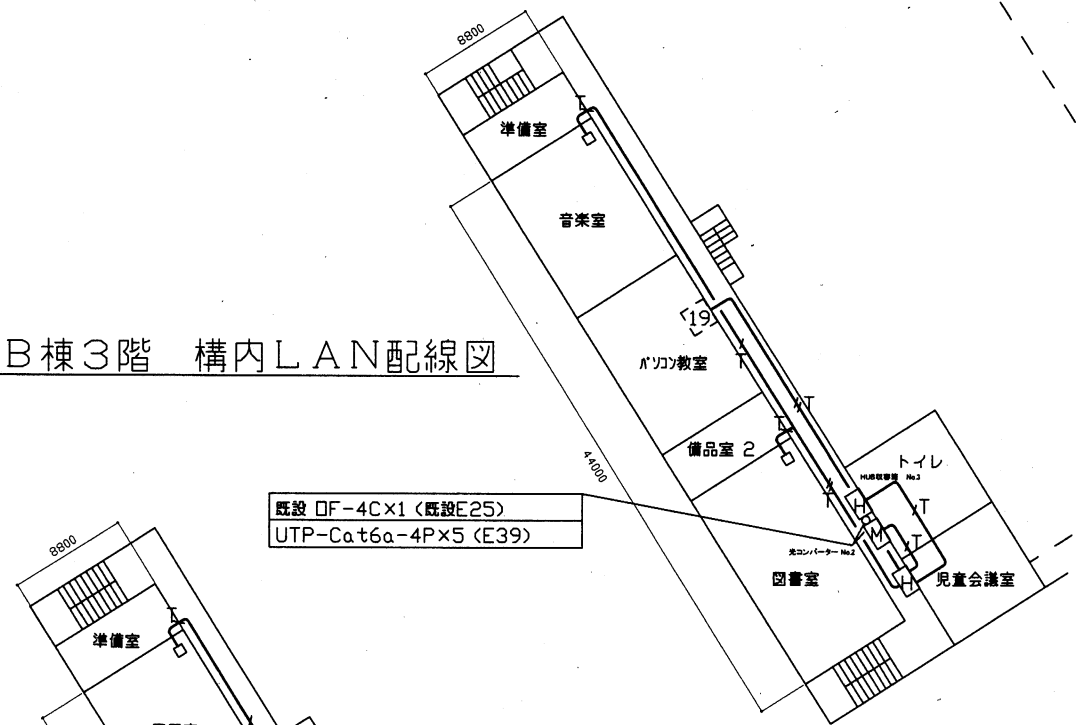 8800
準備室
音楽室
19
B棟3階 構内LAN配線図
パソコン教室
T
T
T
備品室 2
T
44000
トイレ
HUB収容箱 No.3
既設 OF-4C×1 (既設E25)
UTP-Cat6a-4P×5 (E39)
T
H
T
M
T
光コンバーター No.2
図書室
H
児童会議室
8800
T
準備室